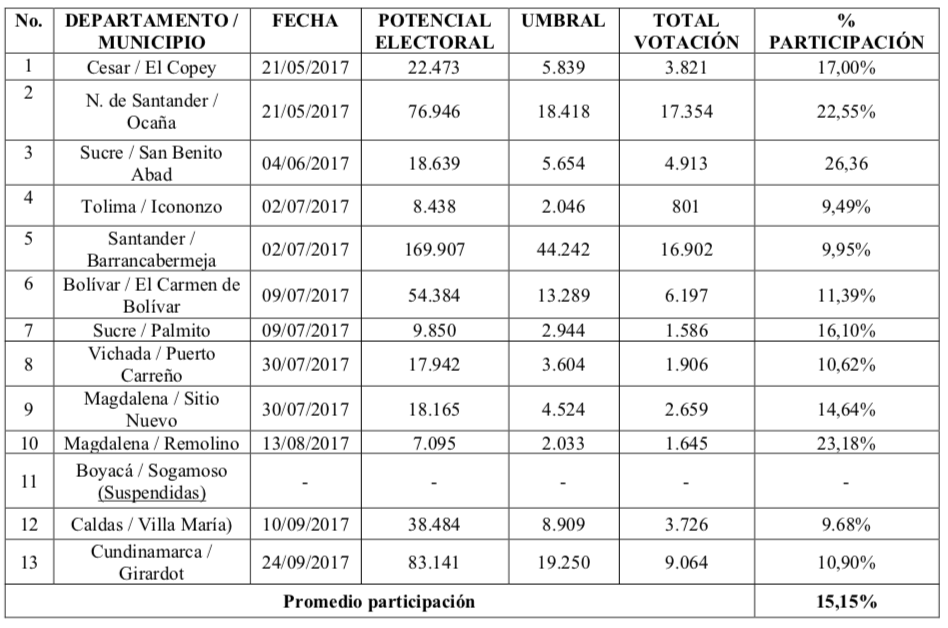 No. DEPARTAMENTO / MUNICIPIO FECHA POTENCIAL ELECTORAL UMBRAL TOTAL VOTACIÓN % PARTICIPACIÓN
1 Cesar / El Copey 21/05/2017 22.473 5.839 3.821 17,00%
2 N. de Santander / Ocaña 21/05/2017 76.946 18.418 17.354 22,55%
3 Sucre / San Benito Abad 04/06/2017 18.639 5.654 4.913 26,36
4 Tolima / Icononzo 02/07/2017 8.438 2.046 801 9,49%
5 Santander / Barrancabermeja 02/07/2017 169.907 44.242 16.902 9,95%
6 Bolívar / El Carmen de Bolívar 09/07/2017 54.384 13.289 6.197 11,39%
7 Sucre / Palmito 09/07/2017 9.850 2.944 1.586 16,10%
8 Vichada / Puerto Carreño 30/07/2017 17.942 3.604 1.906 10,62%
9 Magdalena / Sitio Nuevo 30/07/2017 18.165 4.524 2.659 14,64%
10 Magdalena / Remolino 13/08/2017 7.095 2.033 1.645 23,18%
11 Boyacá / Sogamoso (Suspendidas) - - - - -
12 Caldas / Villa María) 10/09/2017 38.484 8.909 3.726 9.68%
13 Cundinamarca / Girardot 24/09/2017 83.141 19.250 9.064 10,90%
Promedio participación 15,15%